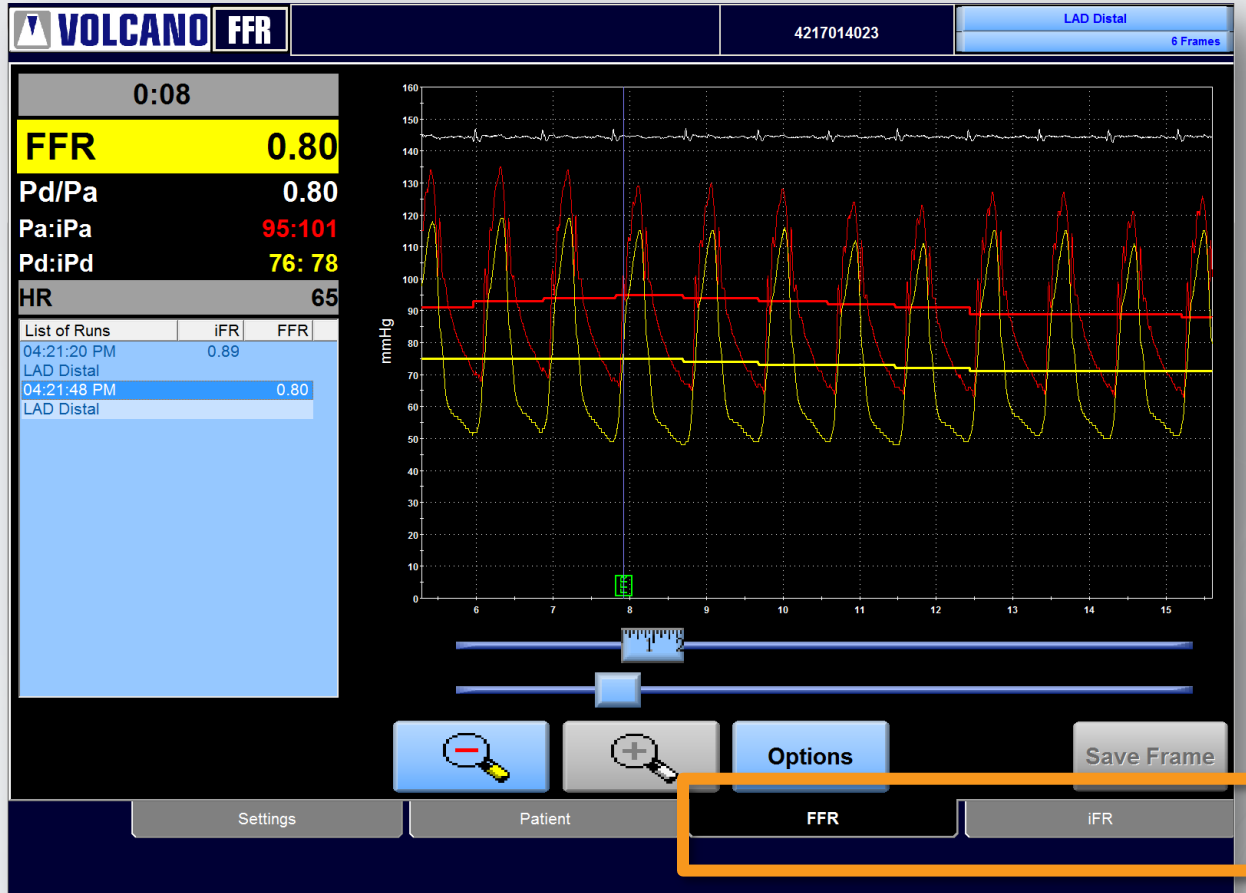 VOLCANO FFR
4217014023
LAD Distal
6 Frames
0:08
FFR 0.80
Pd/Pa 0.80
Pa:iPa 95:101
Pd:iPd 76: 78
HR 65
List of Runs iFR FFR
04:21:20 PM 0.89
LAD Distal
04:21:48 PM 0.80
LAD Distal
mmHg
160
150
140
130
120
110
100
90
80
70
60
50
40
30
20
10
0
FFR
6 7 8 9 10 11 12 13 14 15
1 2
Options
Save Frame
Settings Patient FFR iFR